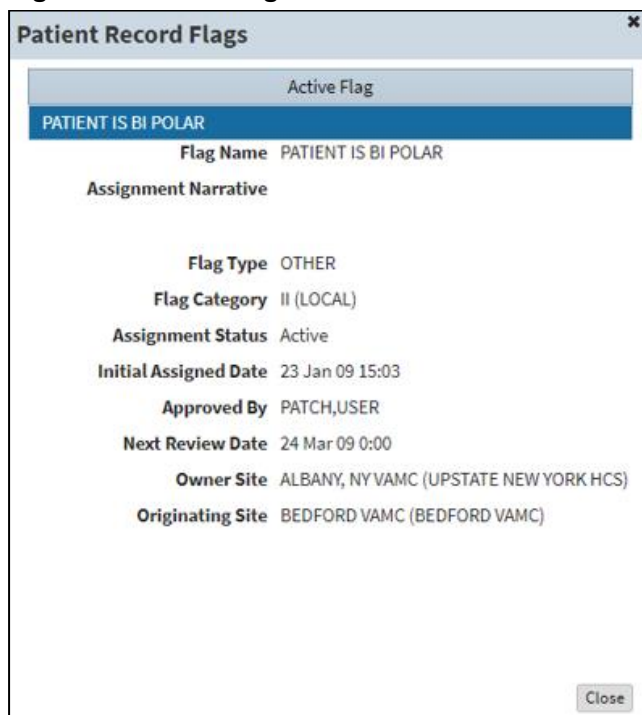 Patient Record Flags
Active Flag
PATIENT IS BI POLAR
Flag Name PATIENT IS BI POLAR
Assignment Narrative
Flag Type OTHER
Flag Category II (LOCAL)
Assignment Status Active
Initial Assigned Date 23 Jan 09 15:03
Approved By PATCH,USER
Next Review Date 24 Mar 09 0:00
Owner Site ALBANY, NY VAMC (UPSTATE NEW YORK HCS)
Originating Site BEDFORD VAMC (BEDFORD VAMC)
Close